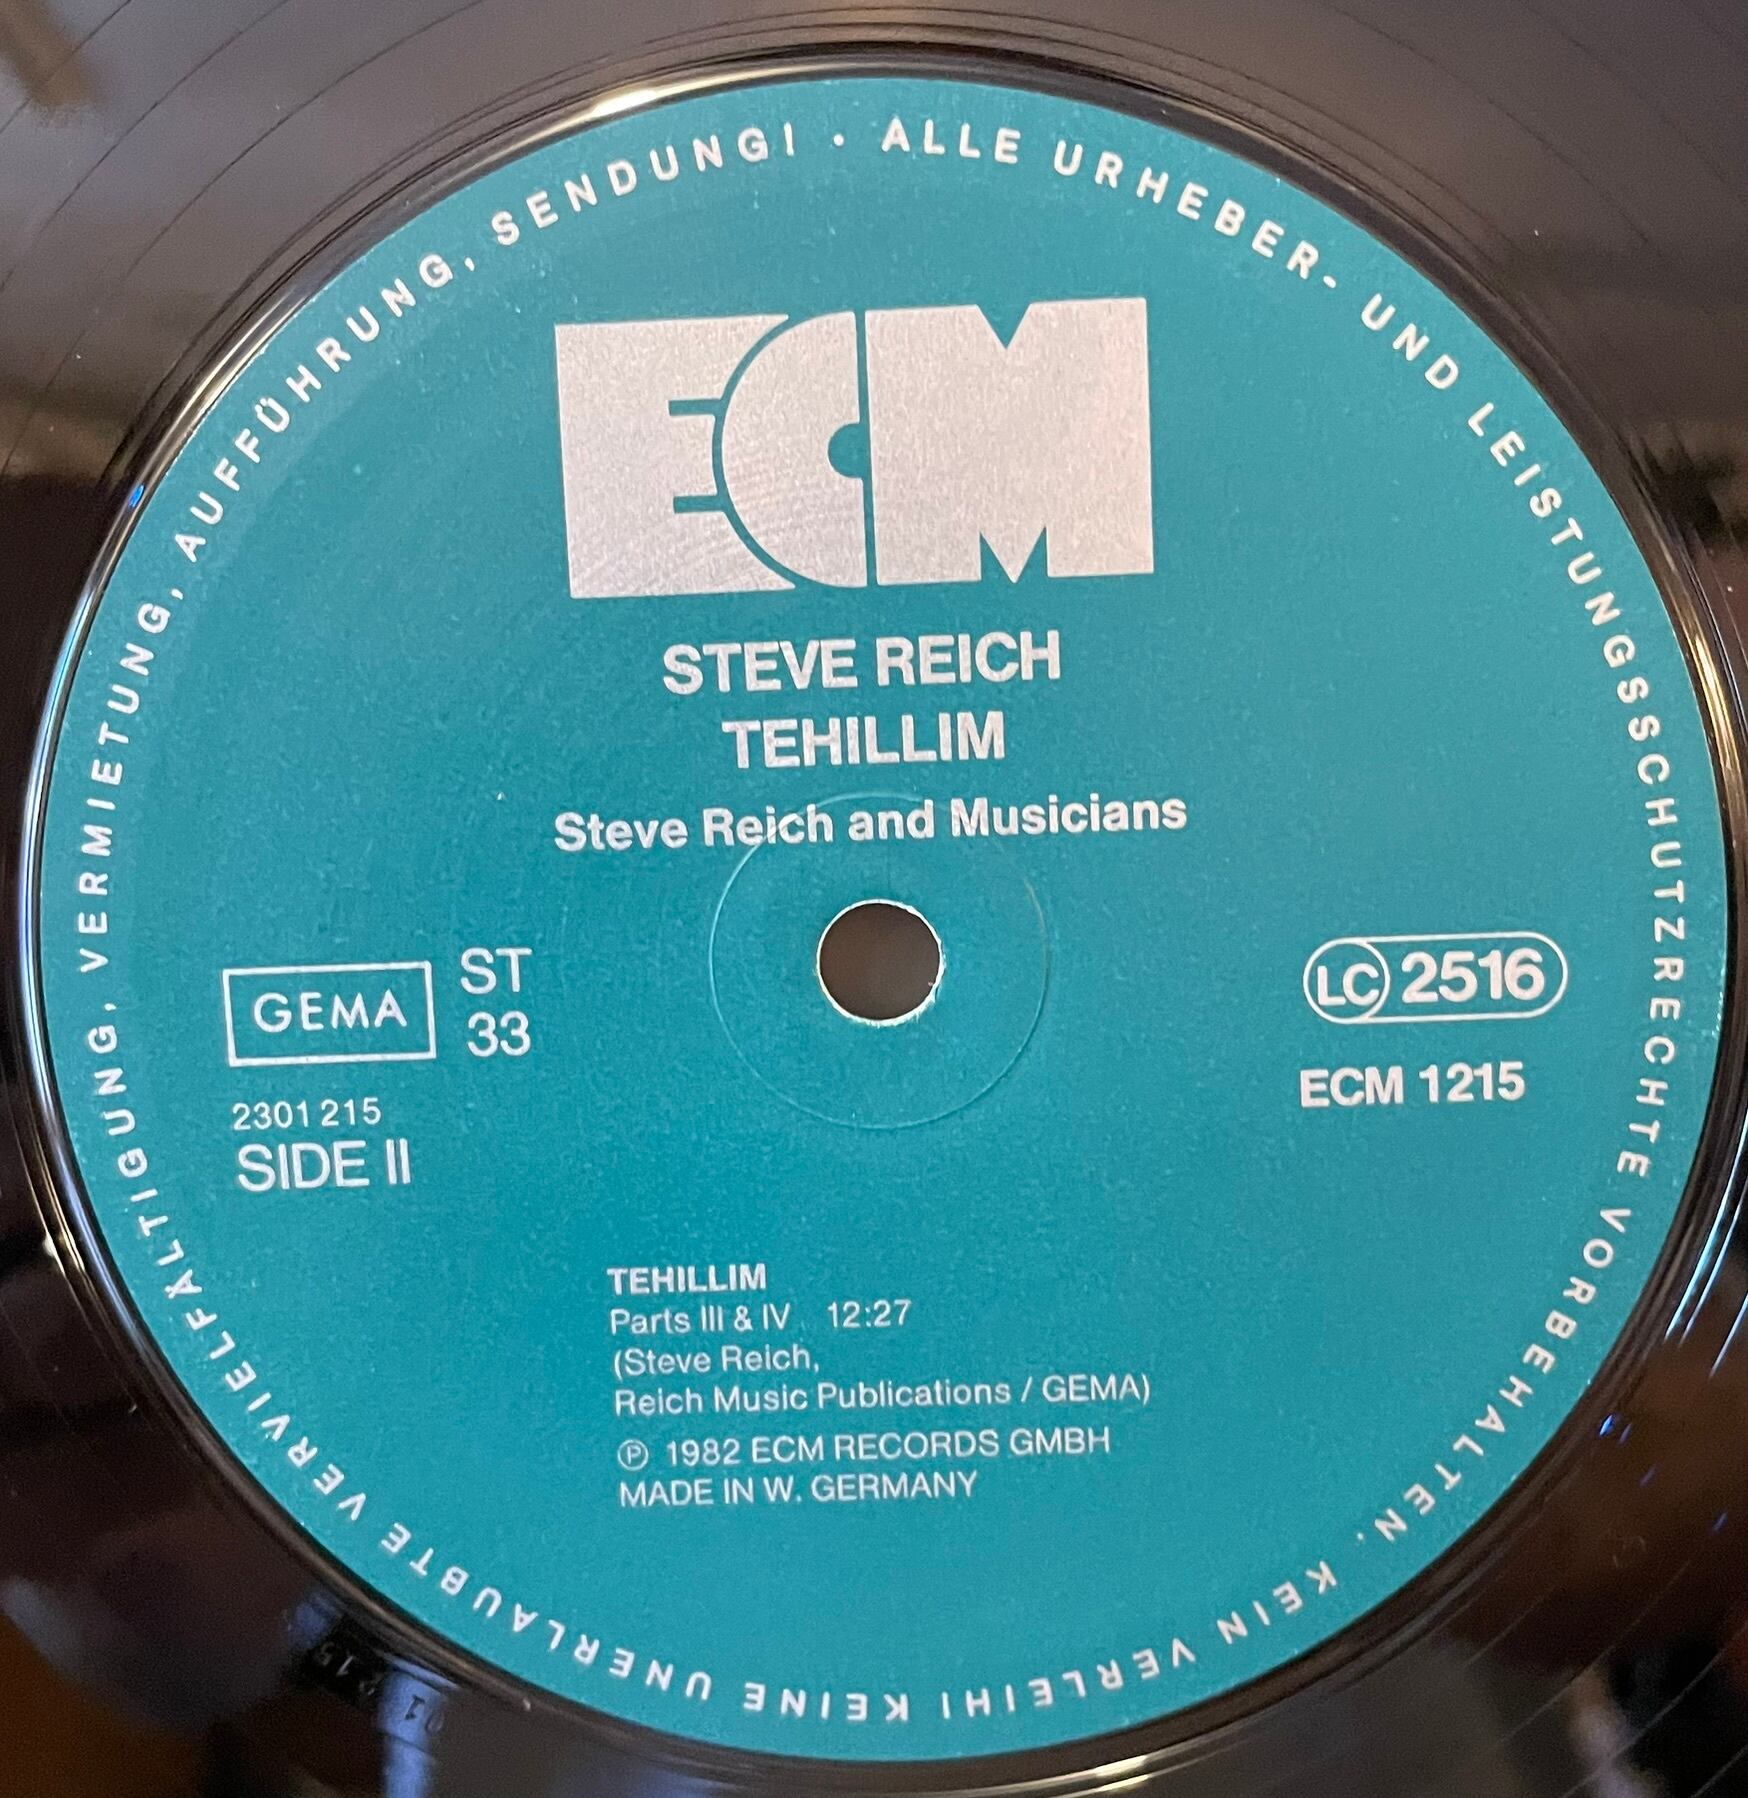 ALLE URHEBER- UND LEISTUNGSSCHUTZRECHTE VORBEHALTEN. KEIN VERLEIH! KEINE UNERLAUBTE VERVIELFÄLTIGUNG, VERMIETUNG, AUFFÜHRUNG, SENDUNG! ·
ECM
STEVE REICH
TEHILLIM
Steve Reich and Musicians
GEMA
ST
33
2301 215
SIDE II
LC 2516
ECM 1215
TEHILLIM
Parts III & IV 12:27
(Steve Reich,
Reich Music Publications / GEMA)
℗ 1982 ECM RECORDS GMBH
MADE IN W. GERMANY